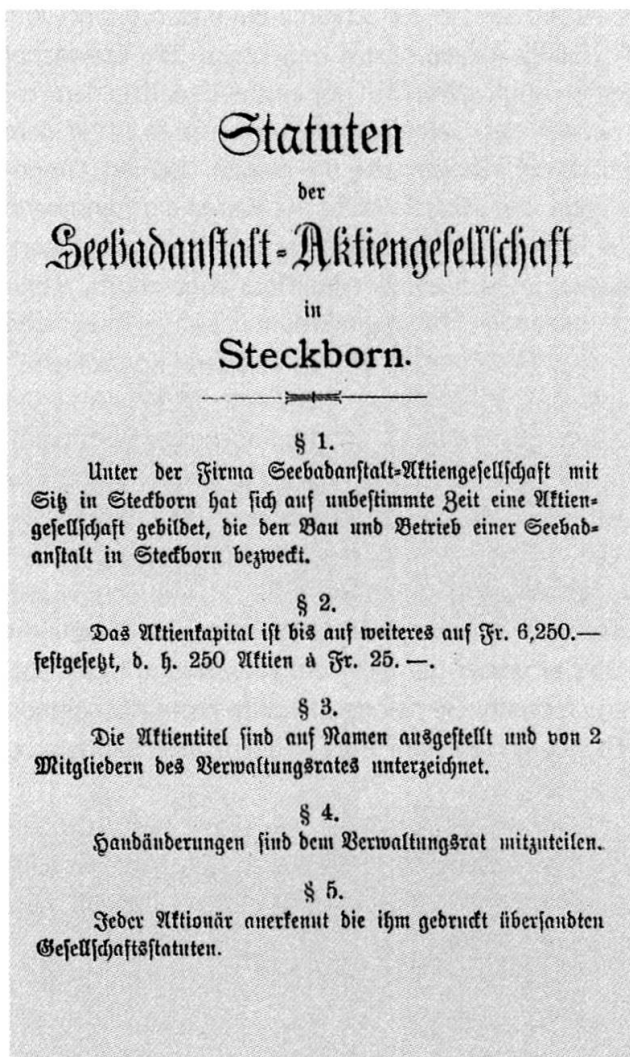 Statuten
der
Seebadanstalt-Aktiengesellschaft
in
Steckborn.
§ 1.
Unter der Firma Seebadanstalt-Aktiengesellschaft mit
Sitz in Steckborn hat sich auf unbestimmte Zeit eine Aktien-
gesellschaft gebildet, die den Bau und Betrieb einer Seebad-
anstalt in Steckborn bezweckt.
§ 2.
Das Aktienkapital ist bis auf weiteres auf Fr. 6,250.—
festgesetzt, d. h. 250 Aktien à Fr. 25. —.
§ 3.
Die Aktientitel sind auf Namen ausgestellt und von 2
Mitgliedern des Verwaltungsrates unterzeichnet.
§ 4.
Handänderungen sind dem Verwaltungsrat mitzuteilen.
§ 5.
Jeder Aktionär anerkennt die ihm gedruckt übersandten
Gesellschaftsstatuten.